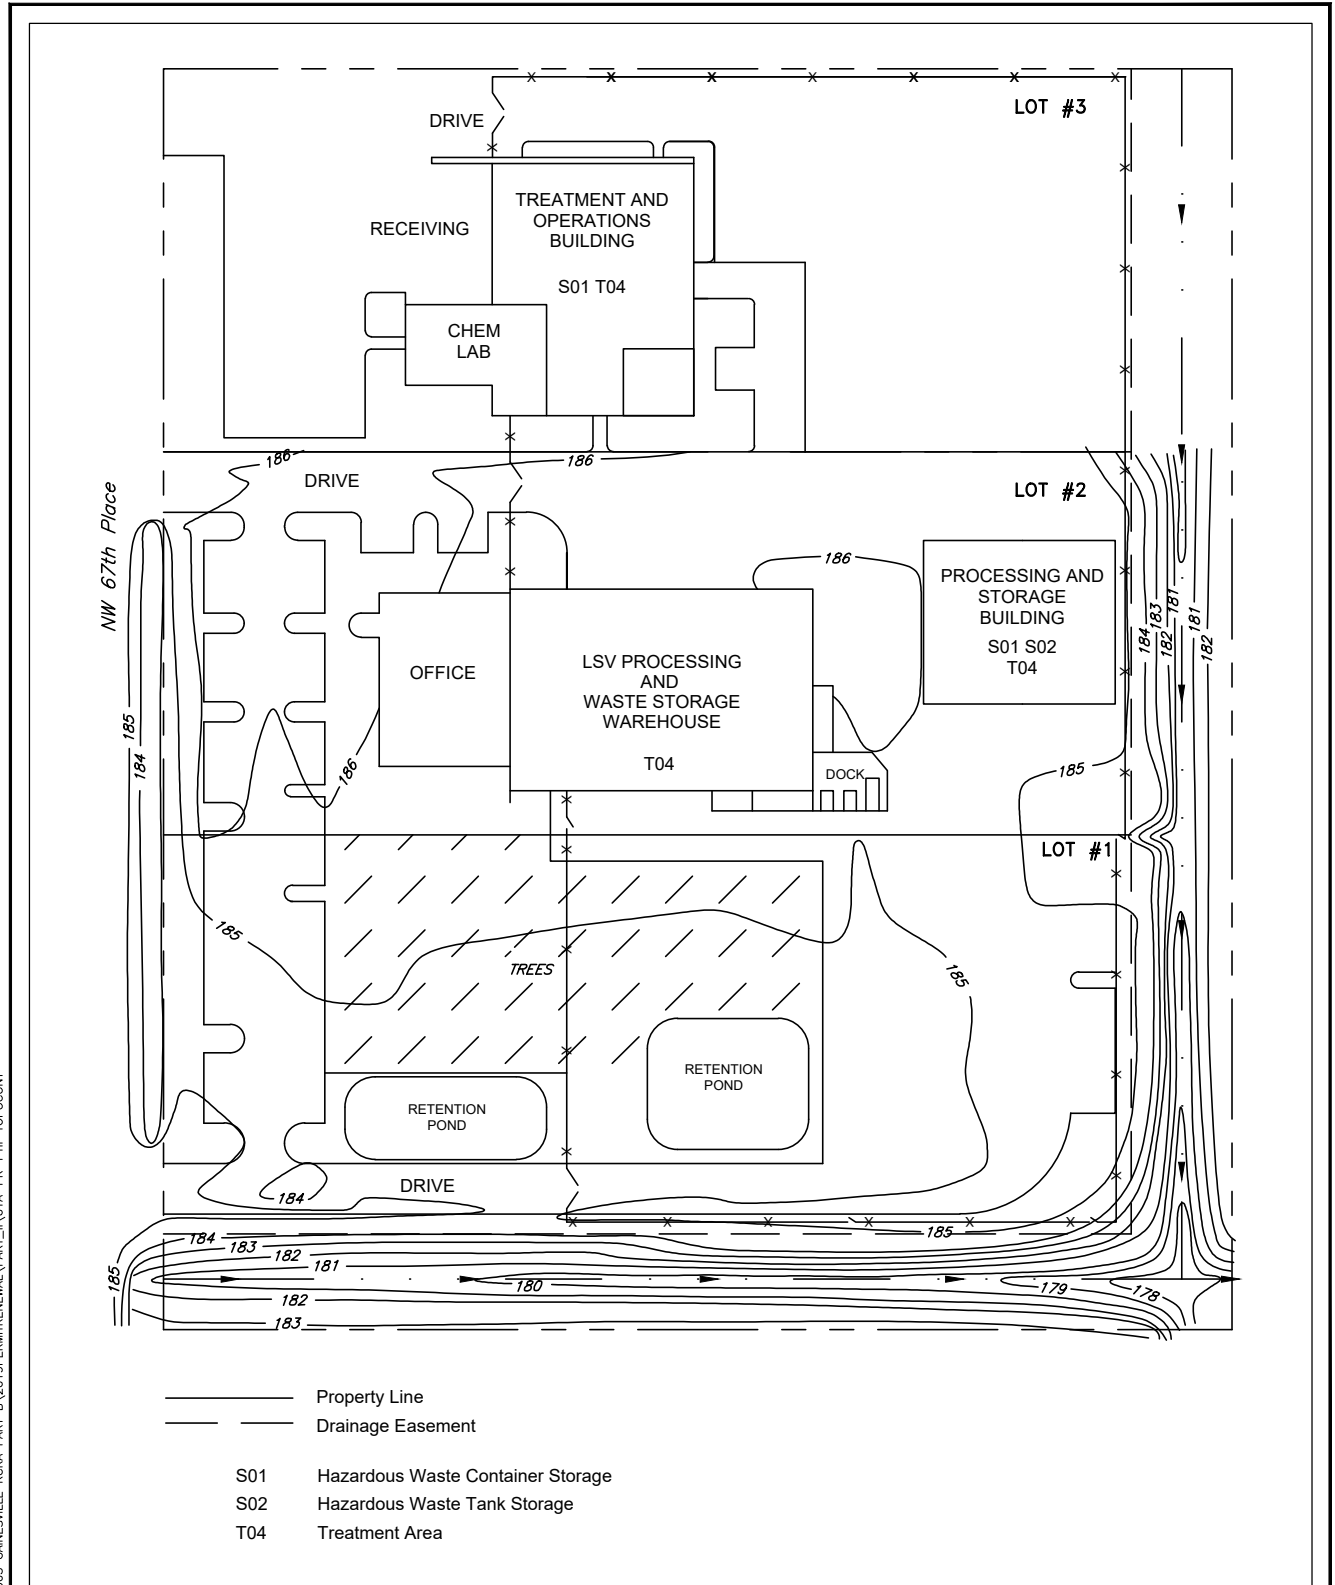 LOT #3
DRIVE
TREATMENT AND
OPERATIONS
BUILDING
RECEIVING
S01 T04
CHEM
LAB
186
186
DRIVE
LOT #2
NW 67th Place
186
PROCESSING AND
STORAGE
BUILDING
S01 S02
T04
184
183
182
181
181
182
OFFICE
LSV PROCESSING
AND
WASTE STORAGE
WAREHOUSE
T04
185
184
186
DOCK
185
LOT #1
185
TREES
185
RETENTION
POND
RETENTION
POND
DRIVE
184
185
184
183
182
181
180
179
178
185
182
183
Property Line
Drainage Easement
S01 Hazardous Waste Container Storage
S02 Hazardous Waste Tank Storage
T04 Treatment Area